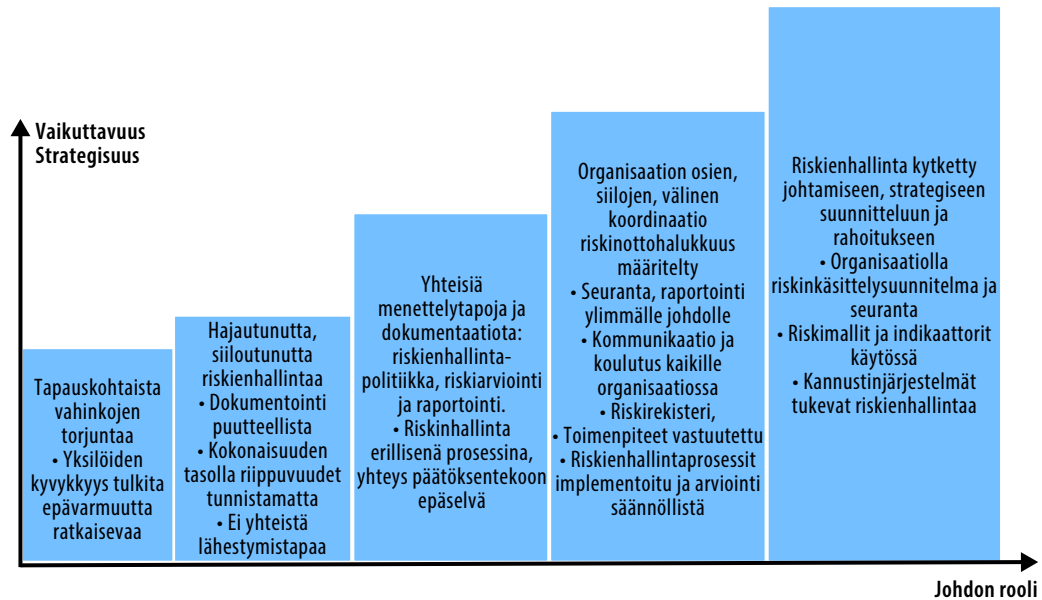 Vaikuttavuus
Strategisuus
Tapauskohtaista
vahinkojen
torjuntaa
• Yksilöiden
kyvykkyys tulkita
epävarmuutta
ratkaisevaa
Hajautunutta,
siiloutunutta
riskienhallintaa
• Dokumentointi
puutteellista
• Kokonaisuuden
tasolla riippuvuudet
tunnistamatta
• Ei yhteistä
lähestymistapaa
Yhteisiä
menettelytapoja ja
dokumentaatiota:
riskienhallinta-
politiikka, riskiarviointi
ja raportointi.
• Riskinhallinta
erillisenä prosessina,
yhteys päätöksentekoon
epäselvä
Organisaation osien,
siilojen, välinen
koordinaatio
riskinottohalukkuus
määritelty
• Seuranta, raportointi
ylimmälle johdolle
• Kommunikaatio ja
koulutus kaikille
organisaatiossa
• Riskirekisteri,
• Toimenpiteet vastuutettu
• Riskienhallintaprosessit
implementoitu ja arviointi
säännöllistä
Riskienhallinta kytketty
johtamiseen, strategiseen
suunnitteluun ja
rahoitukseen
• Organisaatiolla
riskinkäsittelysuunnitelma ja
seuranta
• Riskimallit ja indikaattorit
käytössä
• Kannustinjärjestelmät
tukevat riskienhallintaa
Johdon rooli